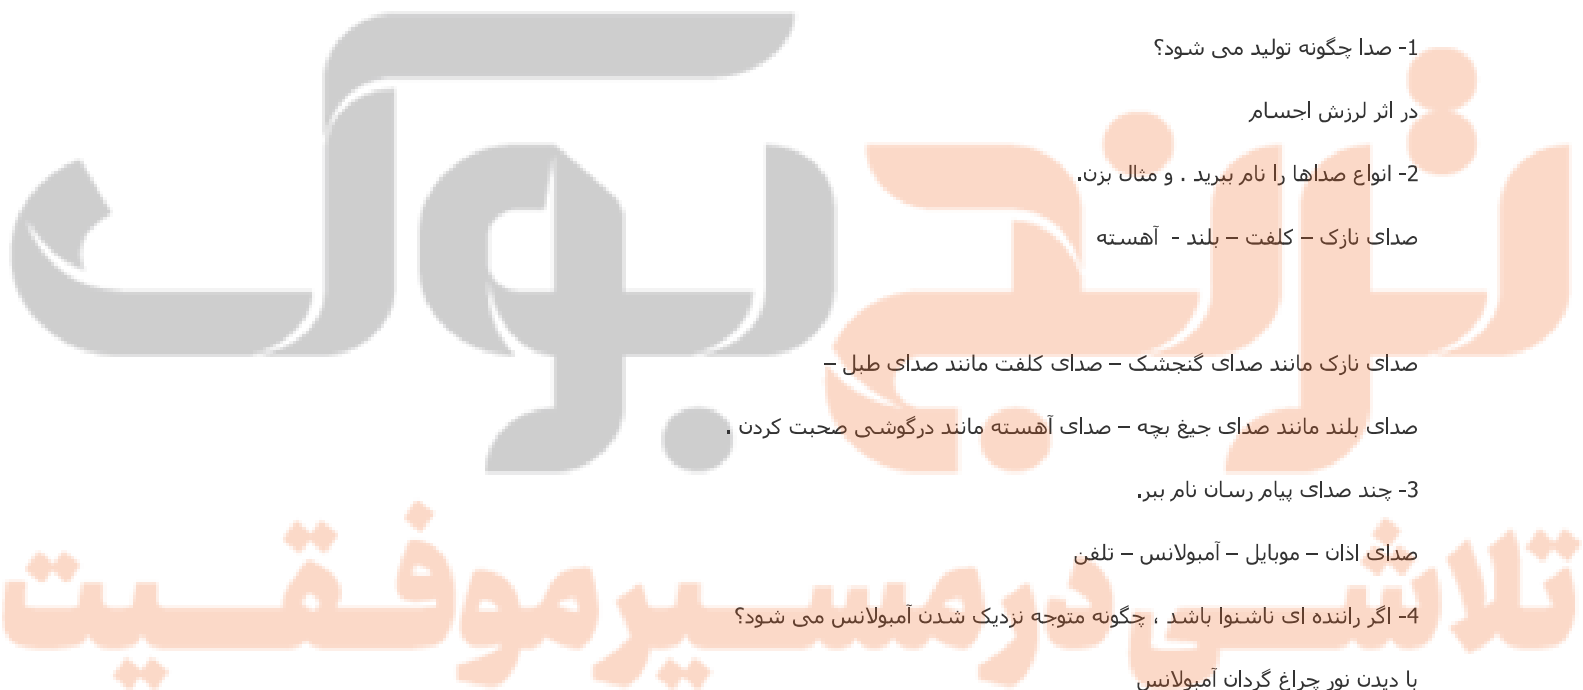 1- صدا چگونه تولید می شود؟
در اثر لرزش اجسام
2- انواع صداها را نام ببرید . و مثال بزن.
صدای نازک – کلفت – بلند - آهسته
صدای نازک مانند صدای گنجشک – صدای کلفت مانند صدای طبل –
صدای بلند مانند صدای جیغ بچه – صدای آهسته مانند درگوشی صحبت کردن .
3- چند صدای پیام رسان نام ببر.
صدای اذان – موبایل – آمبولانس – تلفن
4- اگر راننده ای ناشنوا باشد ، چگونه متوجه نزدیک شدن آمبولانس می شود؟
با دیدن نور چراغ گردان آمبولانس
ترنج بوک
تلاشی در مسیر موفقیت